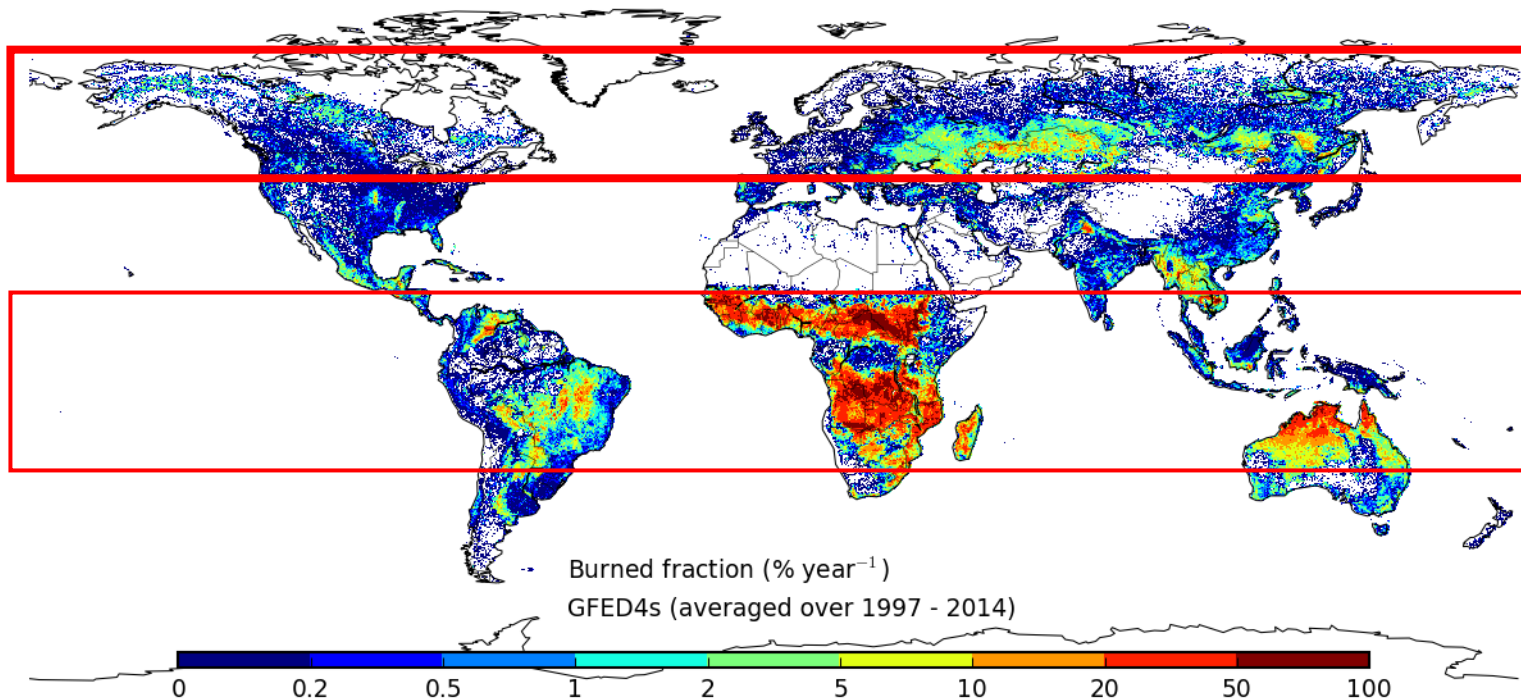 Burned fraction (% year⁻¹)
GFED4s (averaged over 1997 - 2014)
0 0.2 0.5 1 2 5 10 20 50 100